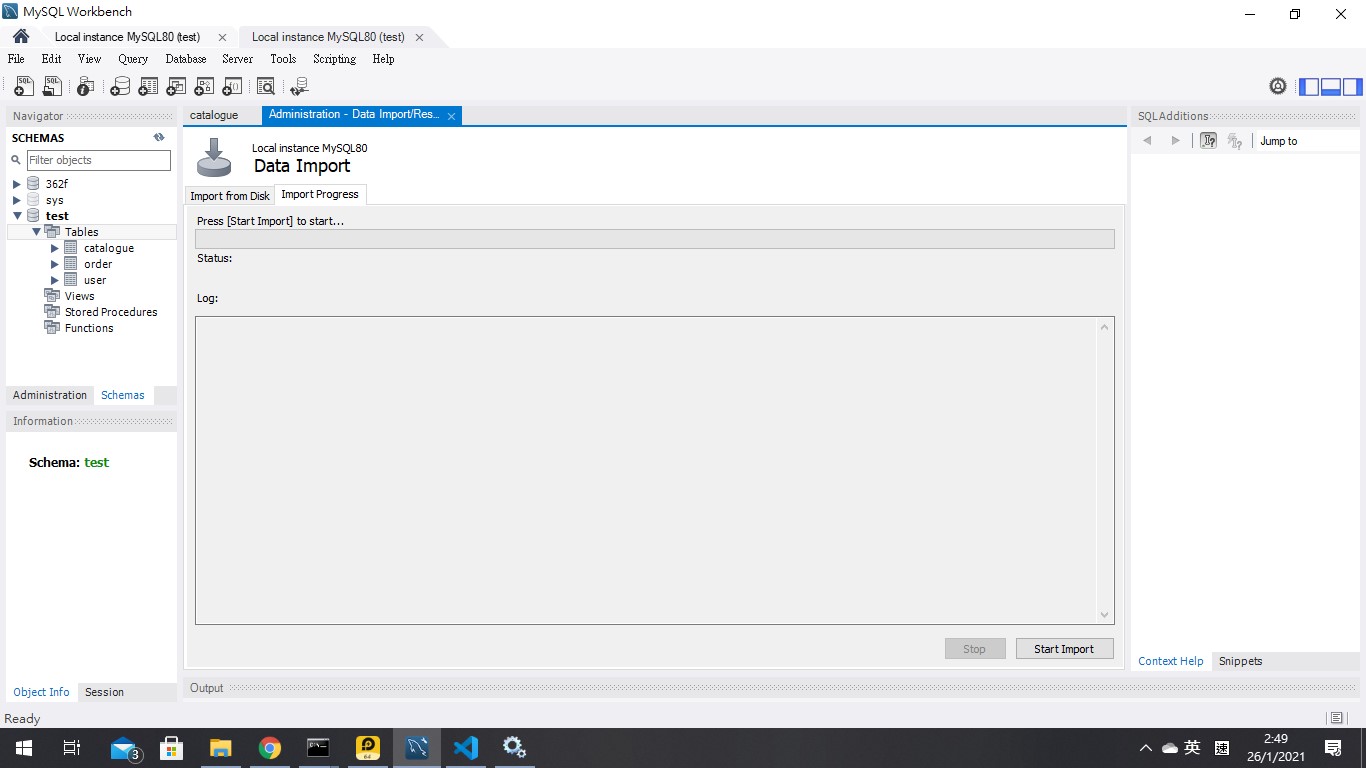 MySQL Workbench
Local instance MySQL80 (test)
Local instance MySQL80 (test)
File Edit View Query Database Server Tools Scripting Help
Navigator
SCHEMAS
Filter objects
362f
sys
test
Tables
catalogue
order
user
Views
Stored Procedures
Functions
Administration Schemas
Information
Schema: test
Object Info Session
catalogue
Administration - Data Import/Res...
Local instance MySQL80
Data Import
Import from Disk Import Progress
Press [Start Import] to start...
Status:
Log:
Stop Start Import
Output
SQLAdditions
Jump to
Context Help Snippets
Ready
3
英
2:49
26/1/2021